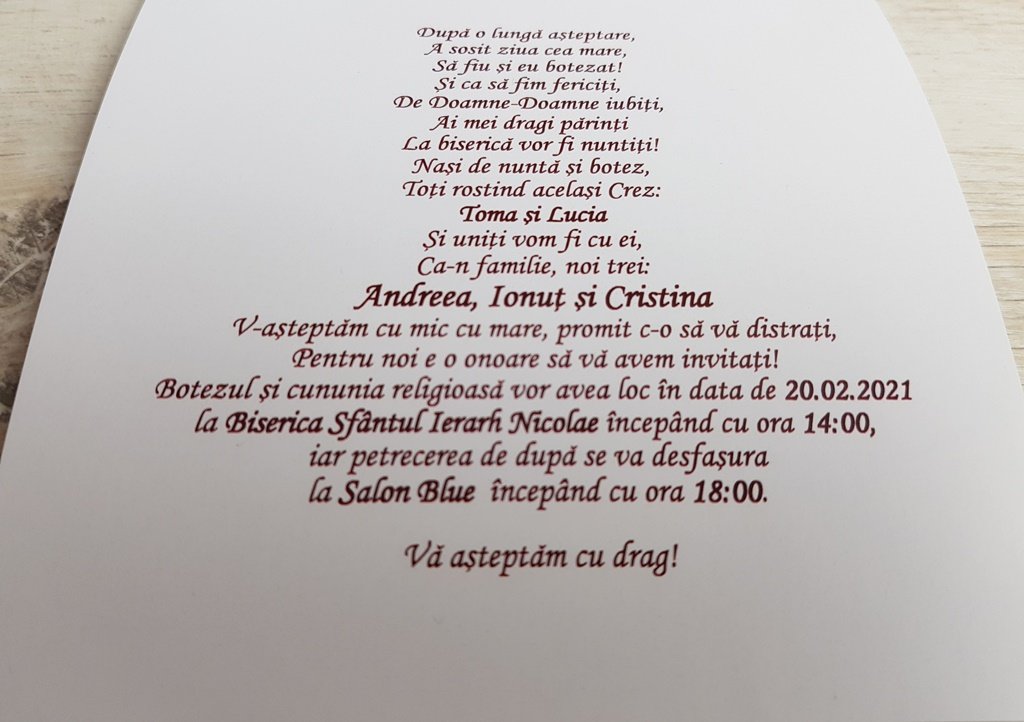 După o lungă așteptare,
A sosit ziua cea mare,
Să fiu și eu botezat!
Și ca să fim fericiți,
De Doamne-Doamne iubiți,
Ai mei dragi părinți
La biserică vor fi nuntiți!
Nași de nuntă și botez,
Toți rostind același Crez:
Toma și Lucia
Și uniți vom fi cu ei,
Ca-n familie, noi trei:
Andreea, Ionuț și Cristina
V-așteptăm cu mic cu mare, promit c-o să vă distrați,
Pentru noi e o onoare să vă avem invitați!
Botezul și cununia religioasă vor avea loc în data de 20.02.2021
la Biserica Sfântul Ierarh Nicolae începând cu ora 14:00,
iar petrecerea de după se va desfașura
la Salon Blue începând cu ora 18:00.
Vă așteptăm cu drag!